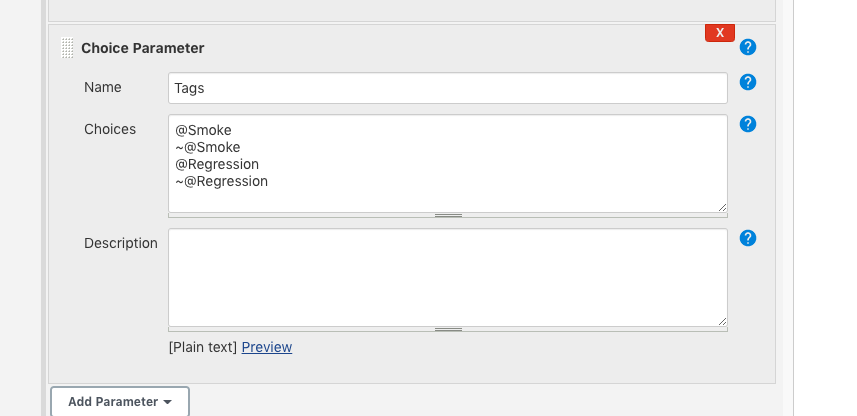 X
Choice Parameter
?
Name
Tags
?
Choices
@Smoke
~@Smoke
@Regression
~@Regression
?
Description
?
[Plain text] Preview
Add Parameter